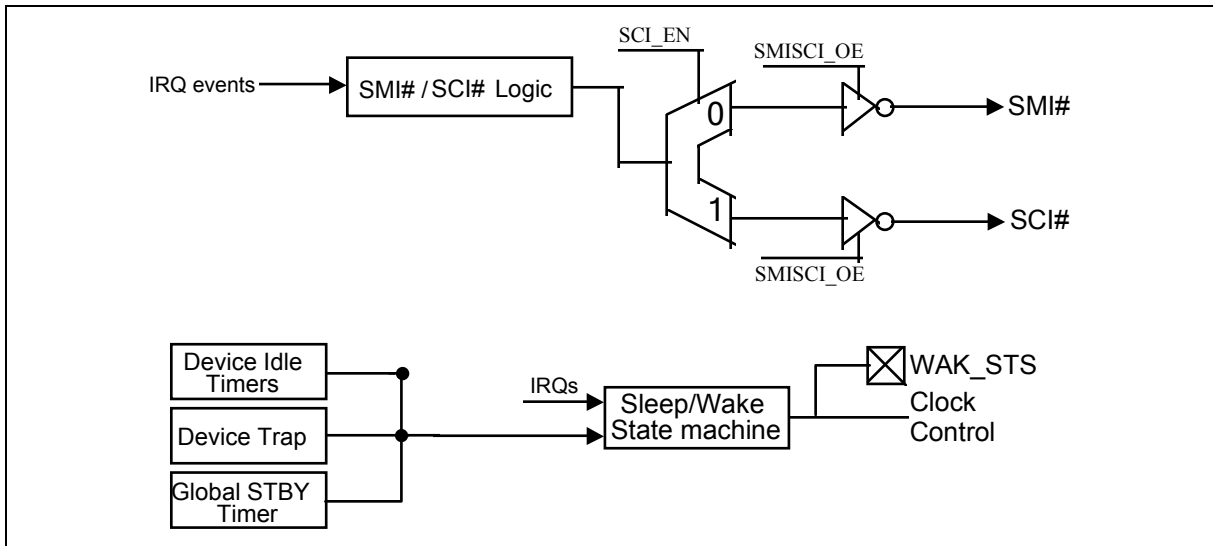 SCI_EN
SMISCI_OE
IRQ events
SMI# / SCI# Logic
0
SMI#
1
SCI#
SMISCI_OE
Device Idle
Timers
Device Trap
Global STBY
Timer
IRQs
Sleep/Wake
State machine
WAK_STS
Clock
Control